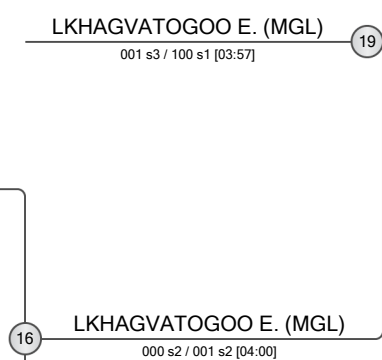 LKHAGVATOGOO E. (MGL)
19
001 s3 / 100 s1 [03:57]
16
LKHAGVATOGOO E. (MGL)
000 s2 / 001 s2 [04:00]